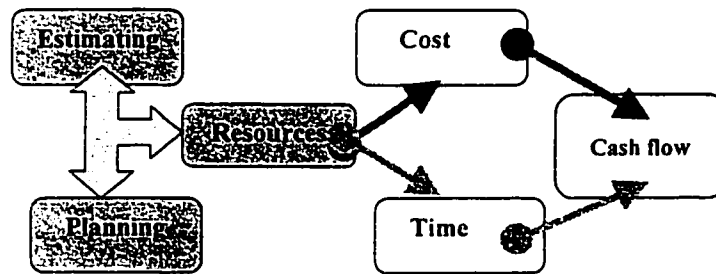 Estimating
Cost
Resources
Cash flow
Planning
Time